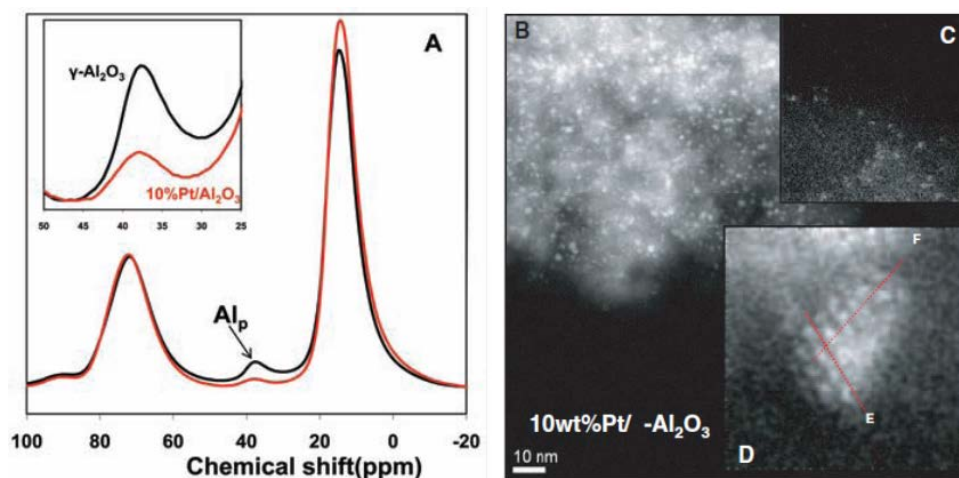 A
γ-Al₂O₃
10%Pt/Al₂O₃
50 45 40 35 30 25
Alₚ
100 80 60 40 20 0 -20
Chemical shift(ppm)
B
C
F
E
D
10wt%Pt/ -Al₂O₃
10 nm